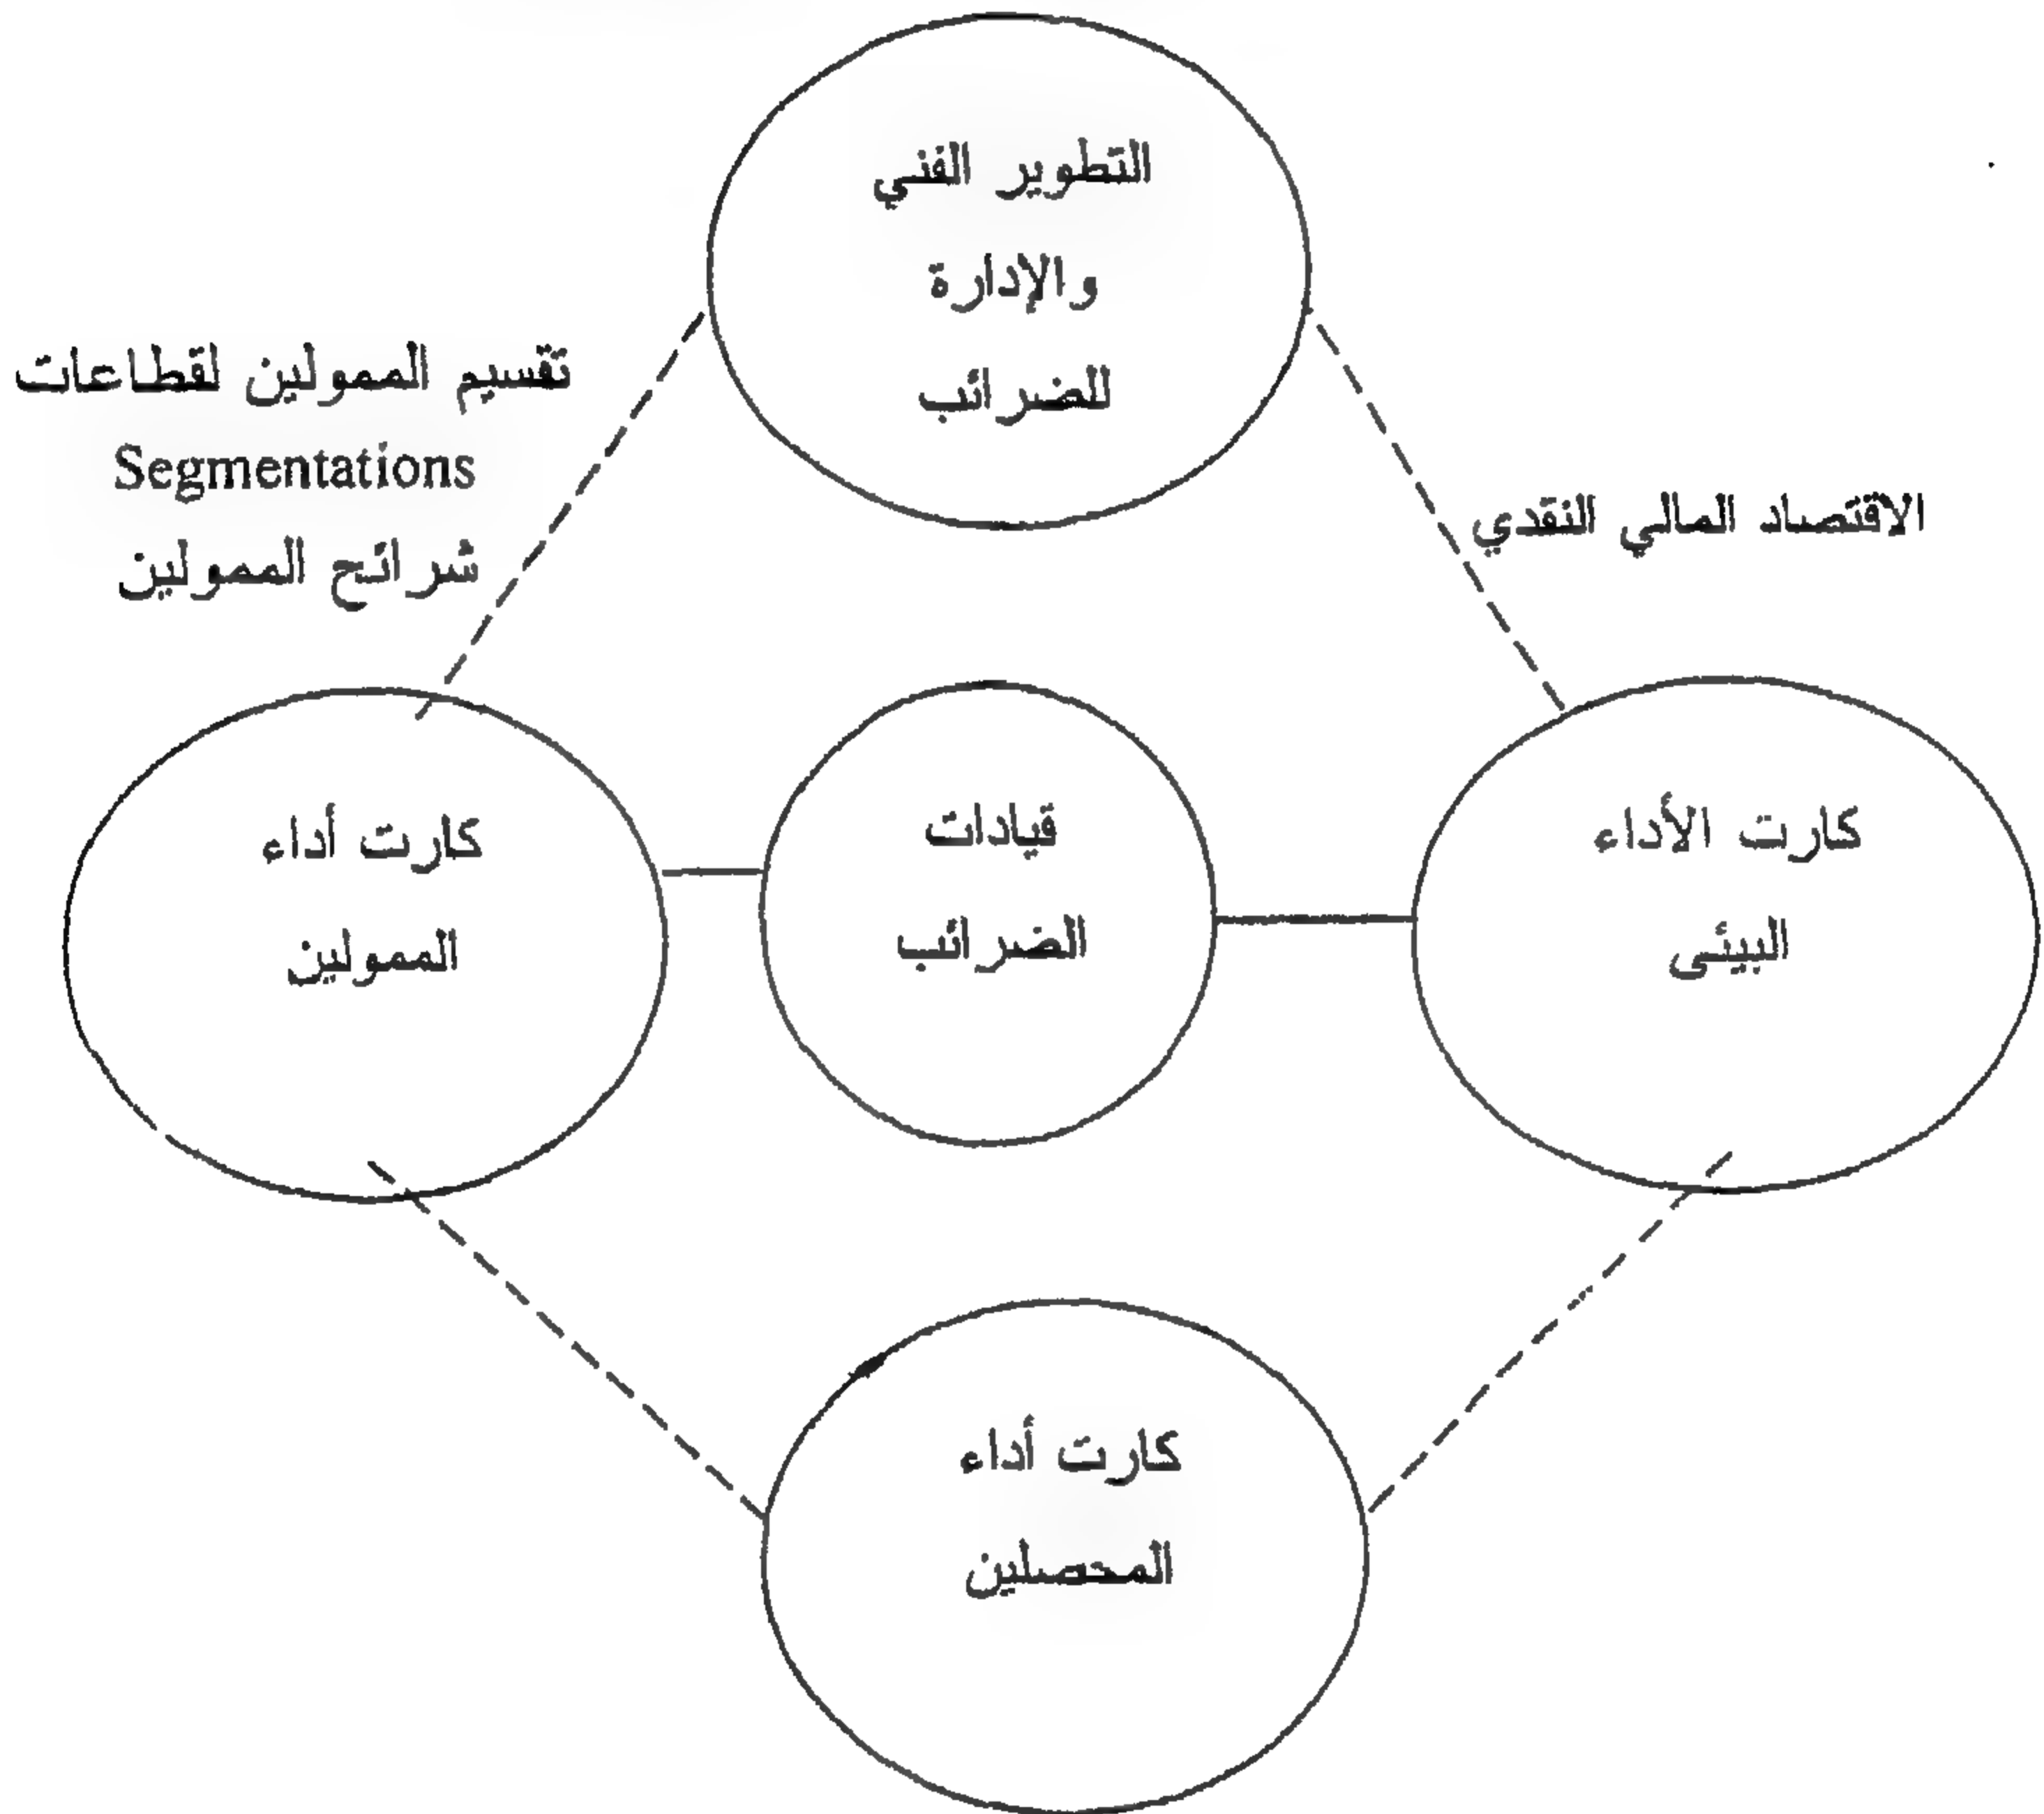 التطوير الفني
والإدارة
للضرائب
تقسيم الممولين لقطاعات
Segmentations
شرائح الممولين
الاقتصاد المالي النقدي
كارت الأداء
البيئى
قيادات
الضرائب
كارت أداء
الممولين
كارت أداء
المحصلين